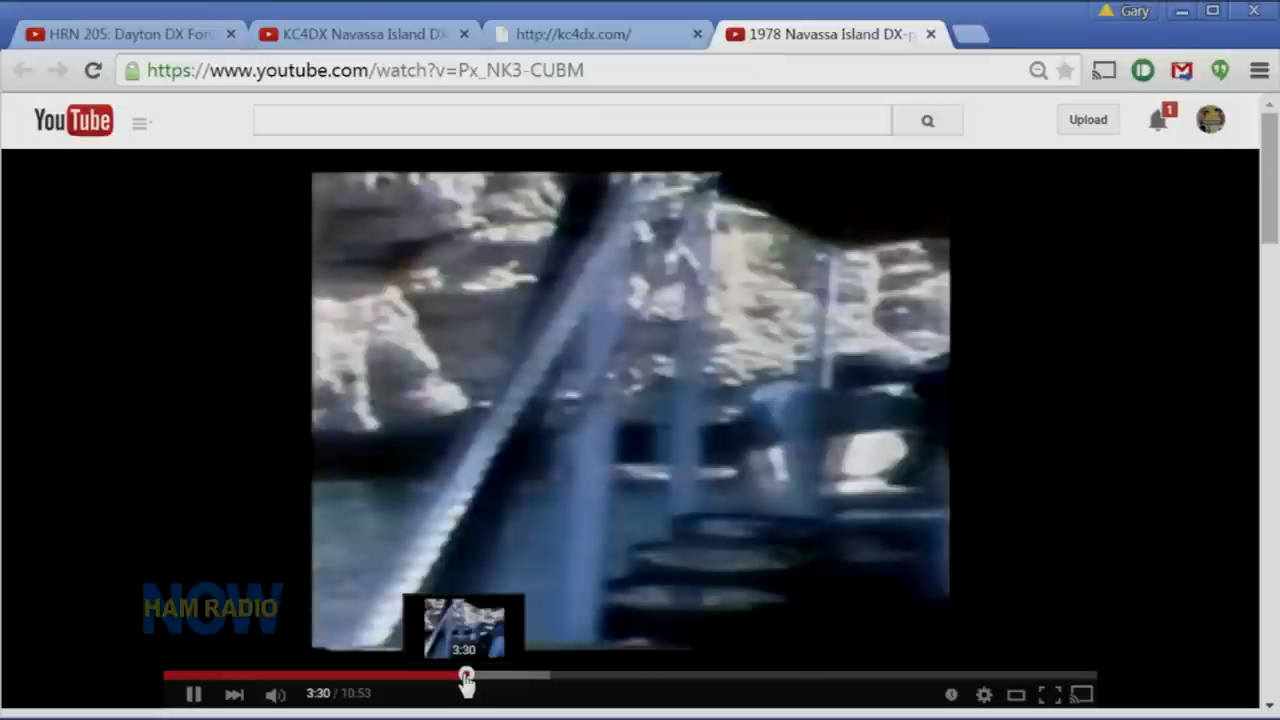 Gary
HRN 205: Dayton DX For
KC4DX Navassa Island DX
http://kc4dx.com/
1978 Navassa Island DX-p
https://www.youtube.com/watch?v=Px_NK3-CUBM
YouTube
Upload
1
NOW
HAM RADIO
3:30
3:30 / 10:53